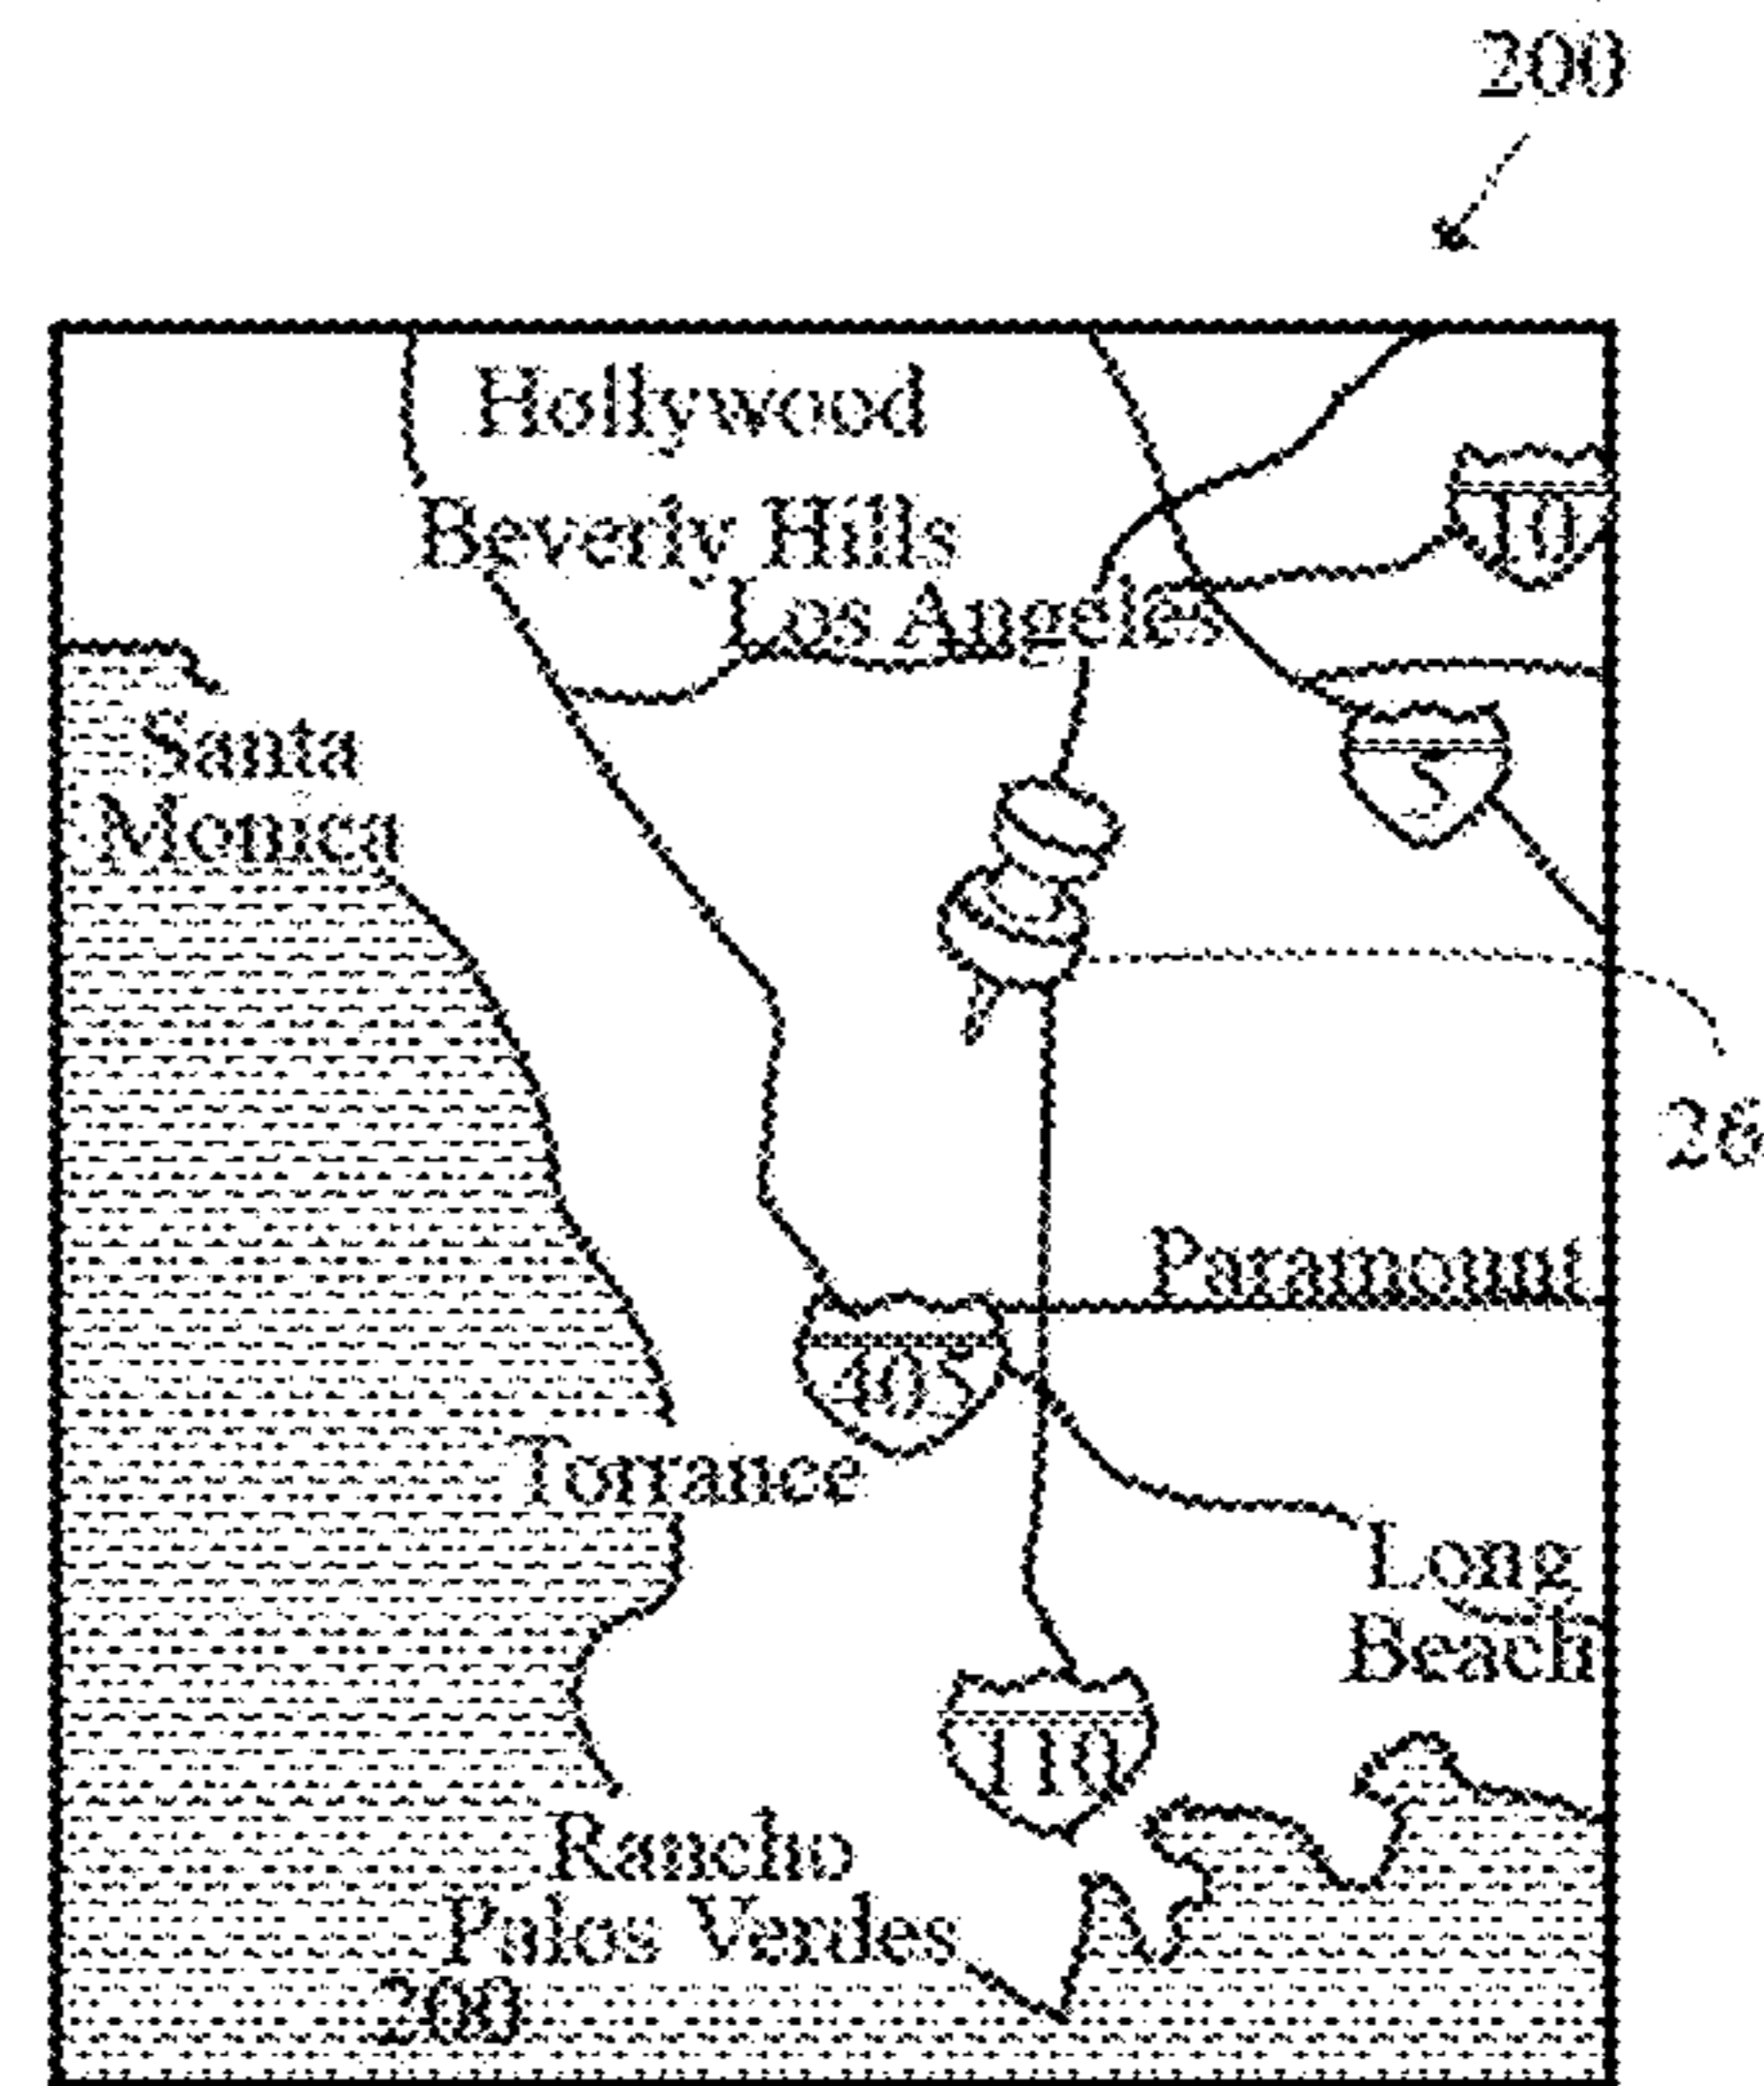 200
Hollywood
10
Beverly Hills
Los Angeles
5
Santa
Monica
26
Paramount
405
Torrance
Long
Beach
110
Rancho
Palos Verdes
200